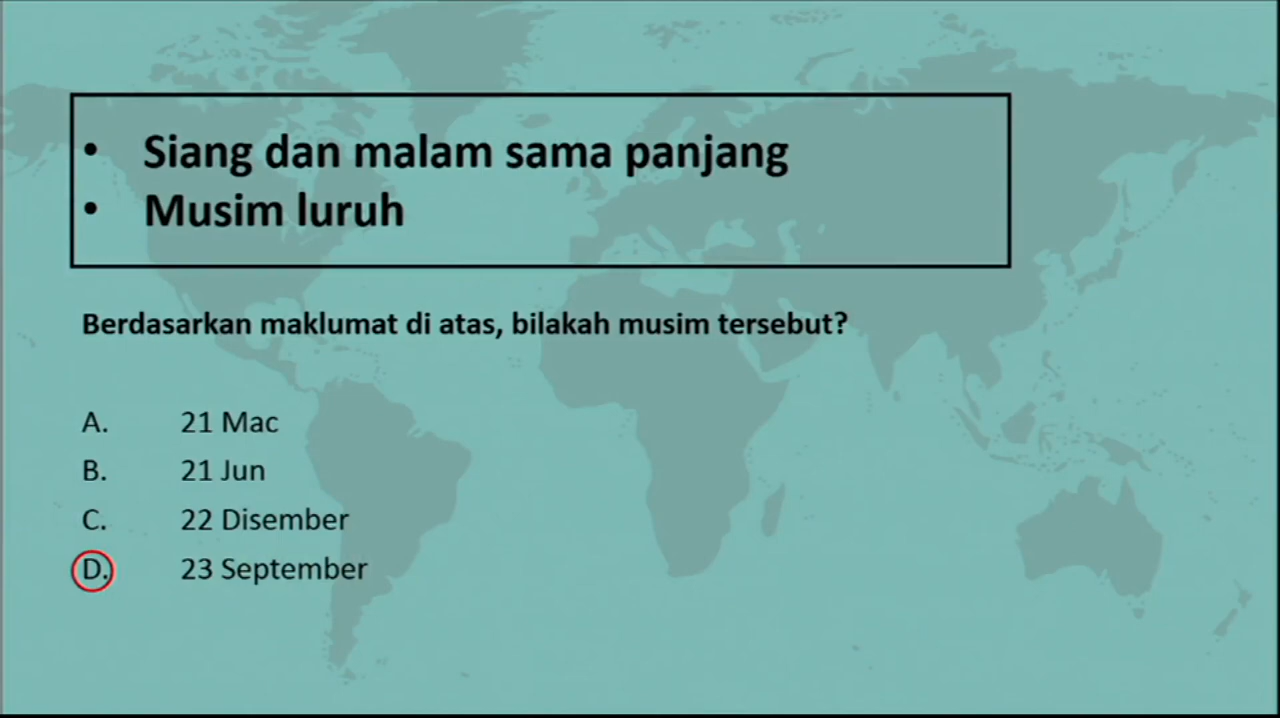 • Siang dan malam sama panjang
• Musim luruh
Berdasarkan maklumat di atas, bilakah musim tersebut?
A. 21 Mac
B. 21 Jun
C. 22 Disember
D. 23 September